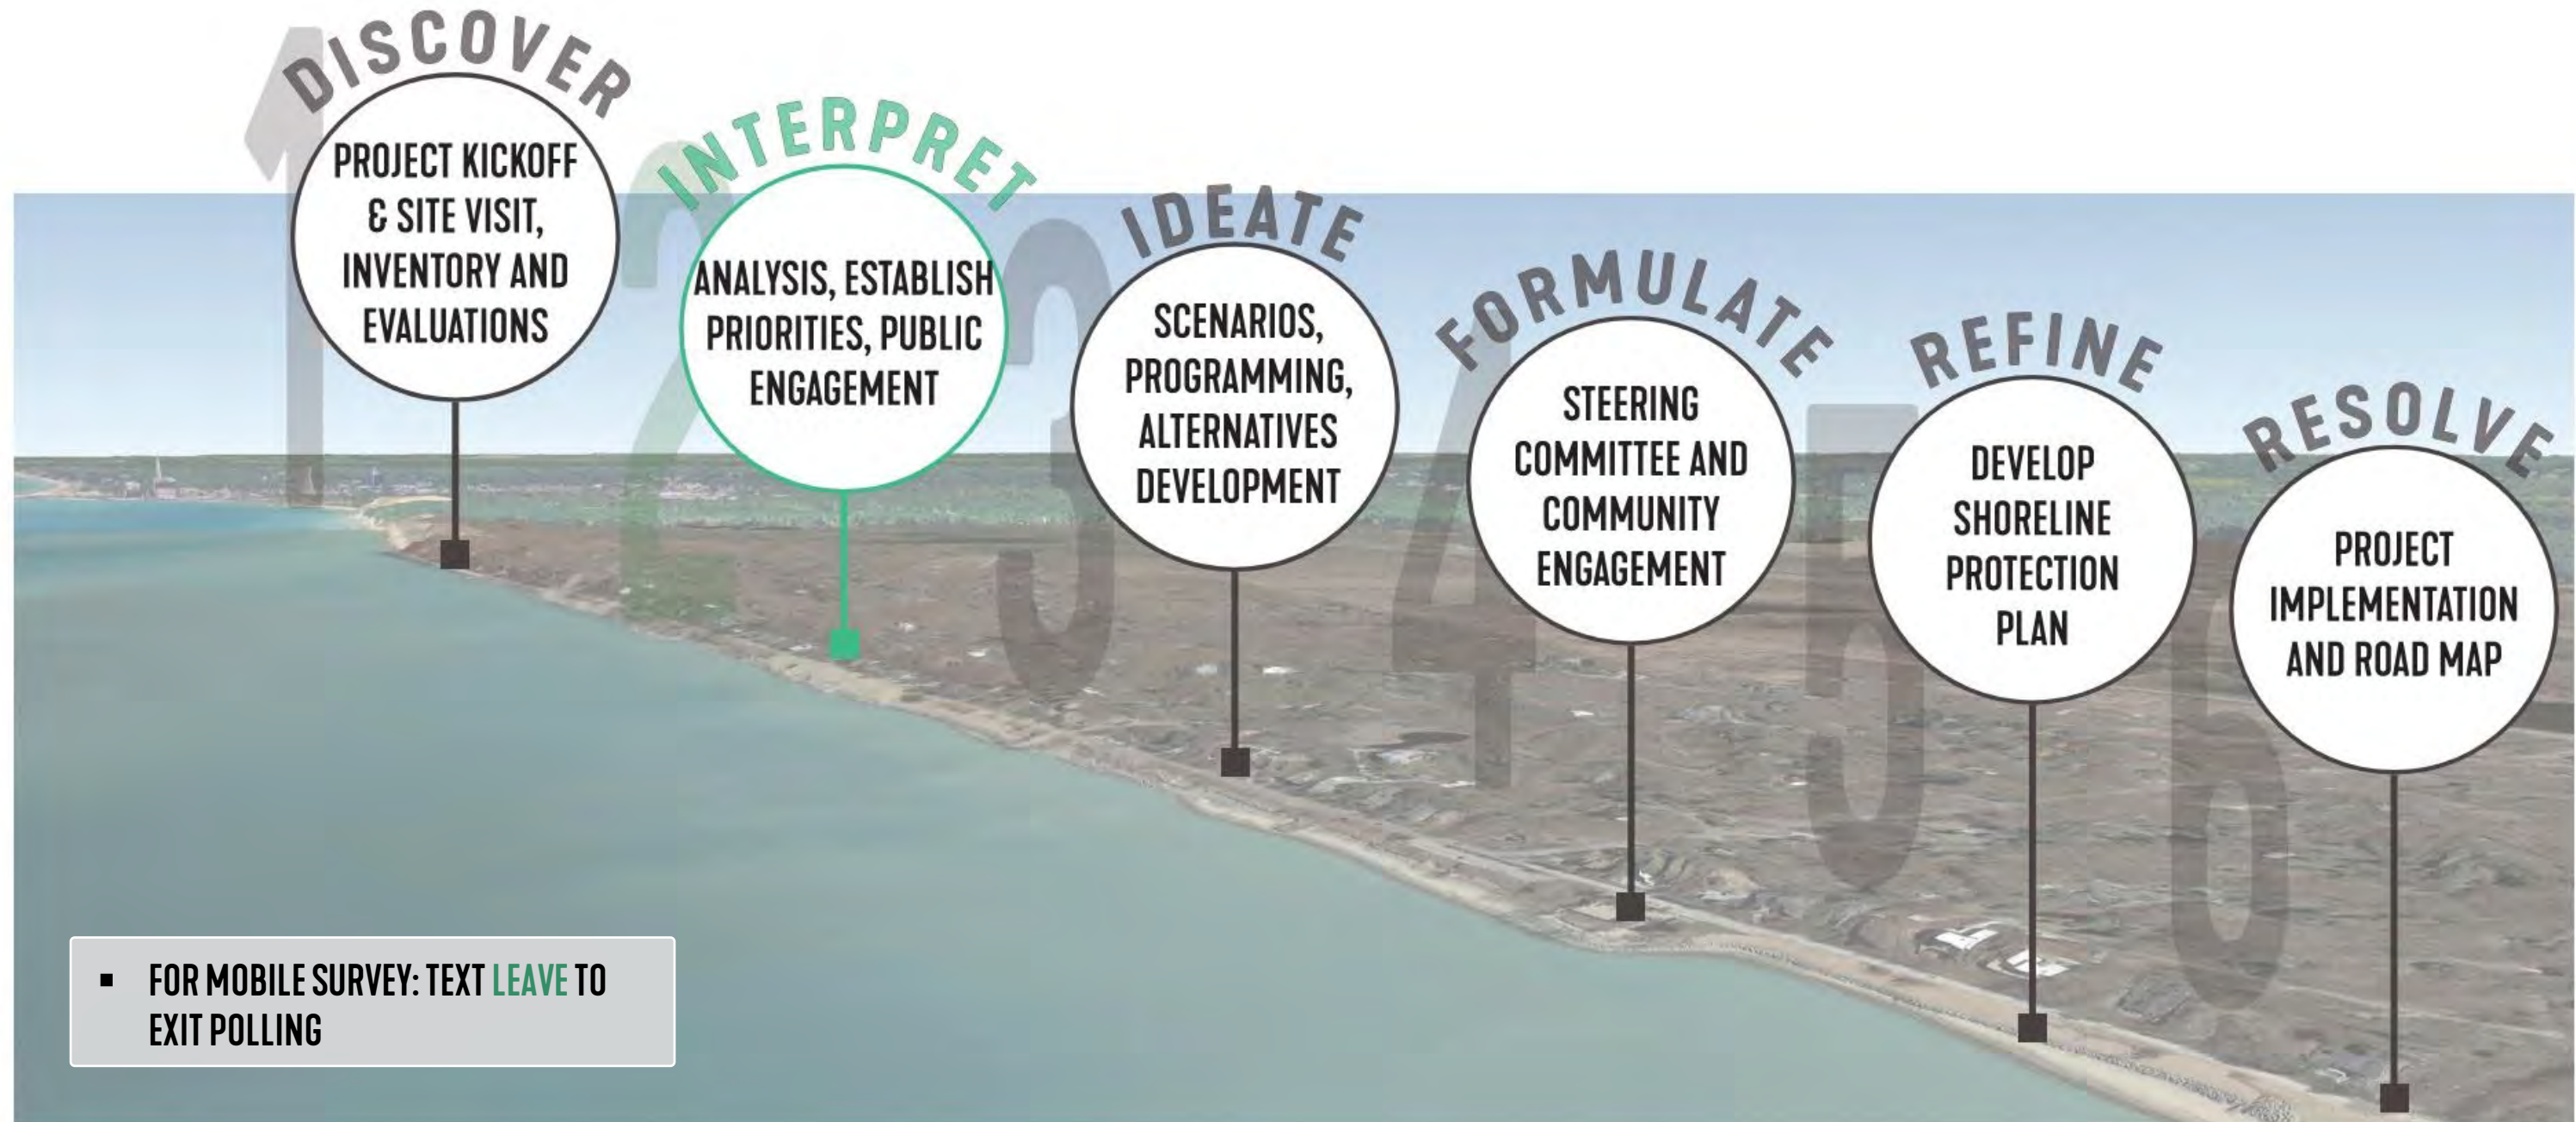 1
DISCOVER
PROJECT KICKOFF
& SITE VISIT,
INVENTORY AND
EVALUATIONS
2
INTERPRET
ANALYSIS, ESTABLISH
PRIORITIES, PUBLIC
ENGAGEMENT
3
IDEATE
SCENARIOS,
PROGRAMMING,
ALTERNATIVES
DEVELOPMENT
4
FORMULATE
STEERING
COMMITTEE AND
COMMUNITY
ENGAGEMENT
5
REFINE
DEVELOP
SHORELINE
PROTECTION
PLAN
6
RESOLVE
PROJECT
IMPLEMENTATION
AND ROAD MAP
▪ FOR MOBILE SURVEY: TEXT LEAVE TO
EXIT POLLING